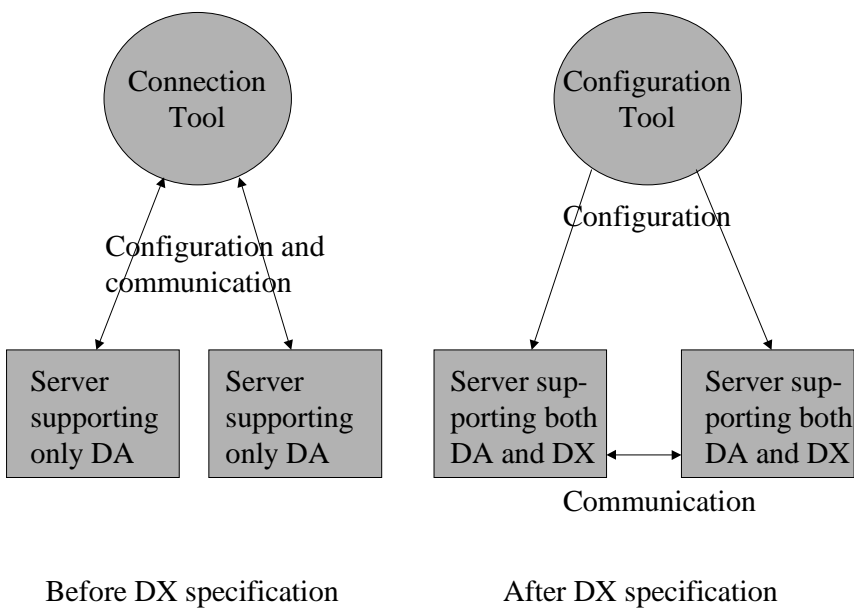 Connection
Tool
Configuration and
communication
Server
supporting
only DA
Server
supporting
only DA
Before DX specification
Configuration
Tool
Configuration
Server sup-
porting both
DA and DX
Server sup-
porting both
DA and DX
Communication
After DX specification